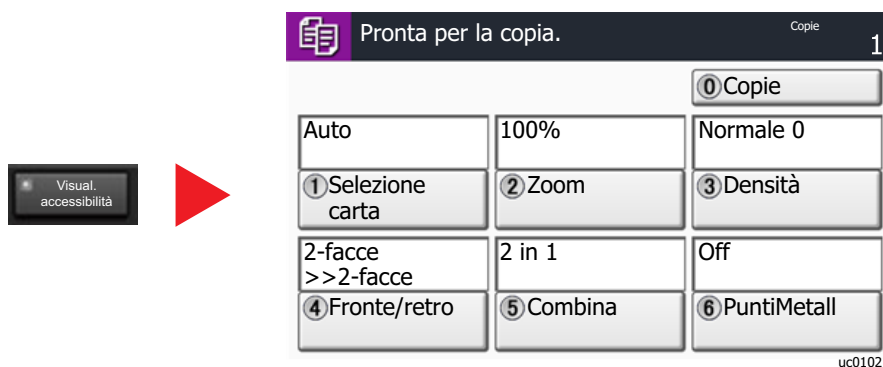 Pronta per la copia.
Copie
1
0 Copie
Auto
100%
Normale 0
Visual.
accessibilità
1 Selezione
carta
2 Zoom
3 Densità
2-facce
>>2-facce
2 in 1
Off
4 Fronte/retro
5 Combina
6 PuntiMetall
uc0102